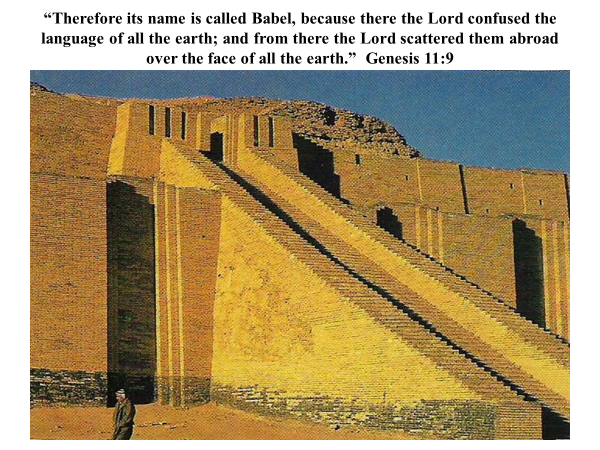 “Therefore its name is called Babel, because there the Lord confused the
language of all the earth; and from there the Lord scattered them abroad
over the face of all the earth.”  Genesis 11:9